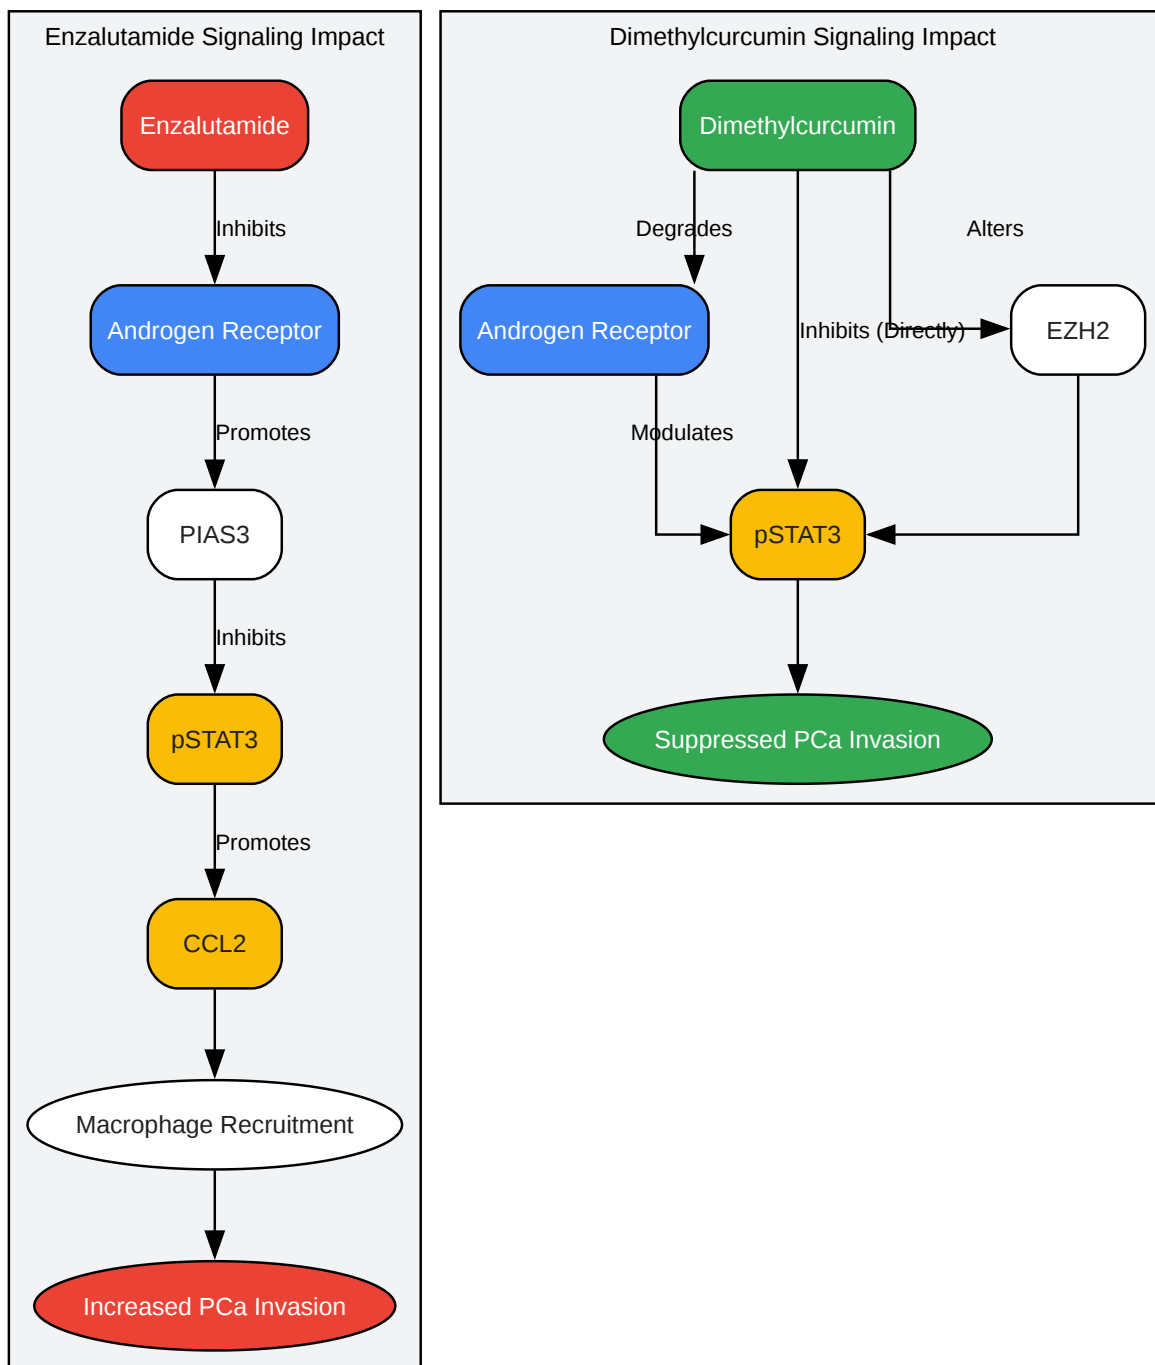 Enzalutamide Signaling Impact
Enzalutamide
Inhibits
Androgen Receptor
Promotes
PIAS3
Inhibits
pSTAT3
Promotes
CCL2
Macrophage Recruitment
Increased PCa Invasion
Dimethylcurcumin Signaling Impact
Dimethylcurcumin
Degrades
Alters
Androgen Receptor
Inhibits (Directly)
EZH2
Modulates
pSTAT3
Suppressed PCa Invasion